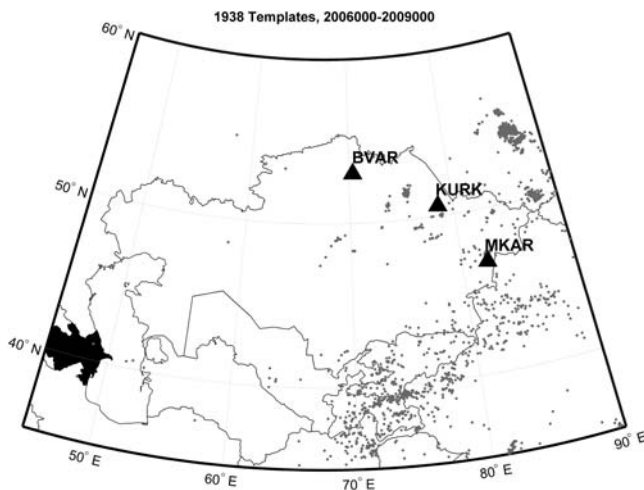 1938 Templates, 2006000-2009000
60° N
BVAR
50° N
KURK
MKAR
40° N
50° E
60° E
70° E
80° E
90° E